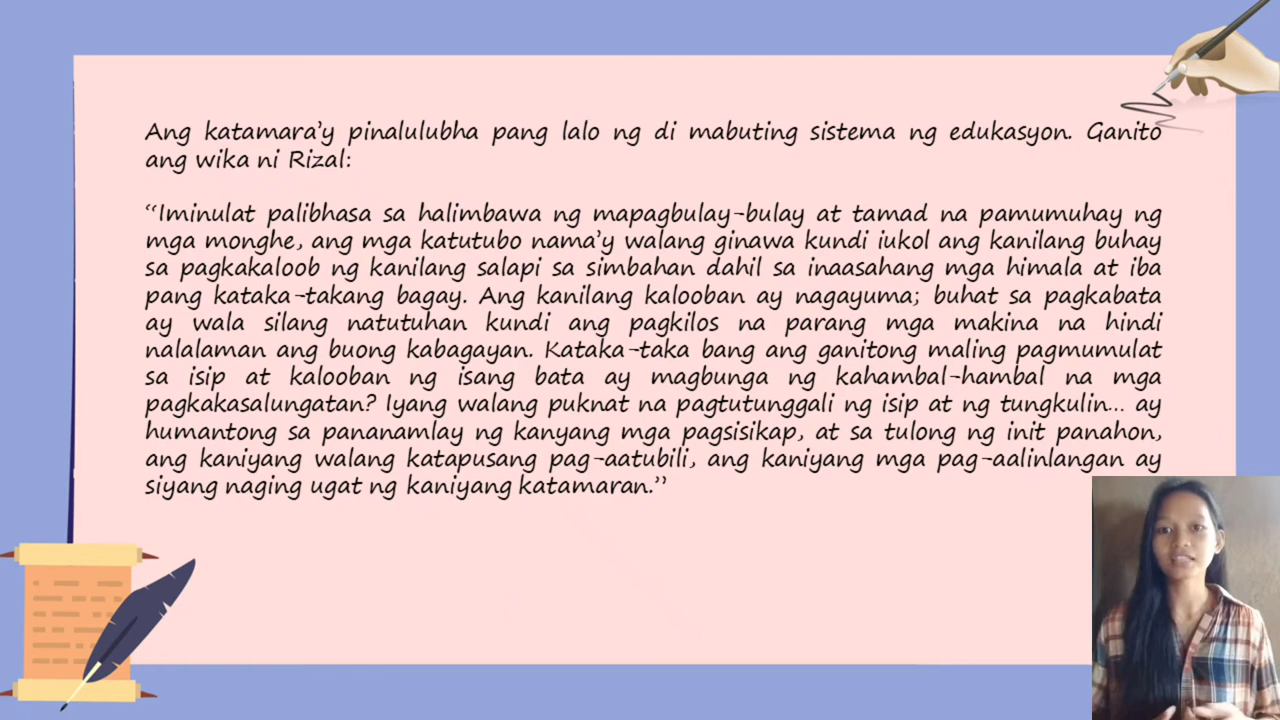 Ang katamara'y pinalulubha pang lalo ng di mabuting sistema ng edukasyon. Ganito
ang wika ni Rizal:
“Iminulat palibhasa sa halimbawa ng mapagbulay-bulay at tamad na pamumuhay ng
mga monghe, ang mga katutubo nama'y walang ginawa kundi iukol ang kanilang buhay
sa pagkakaloob ng kanilang salapi sa simbahan dahil sa inaasahang mga himala at iba
pang kataka-takang bagay. Ang kanilang kalooban ay nagayuma; buhat sa pagkabata
ay wala silang natutuhan kundi ang pagkilos na parang mga makina na hindi
nalalaman ang buong kabagayan. Kataka-taka bang ang ganitong maling pagmumulat
sa isip at kalooban ng isang bata ay magbunga ng kahambal-hambal na mga
pagkakasalungatan? Iyang walang puknat na pagtutunggali ng isip at ng tungkulin... ay
humantong sa pananamlay ng kanyang mga pagsisikap, at sa tulong ng init panahon,
ang kaniyang walang katapusang pag-aatubili, ang kaniyang mga pag-aalinlangan ay
siyang naging ugat ng kaniyang katamaran.”